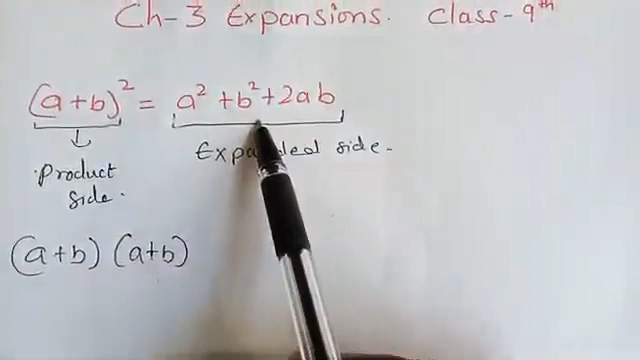 Ch-3 Expansions. Class-9th
(a+b)² = a² + b² + 2ab
Product side.
Expanded side.
(a+b) (a+b)